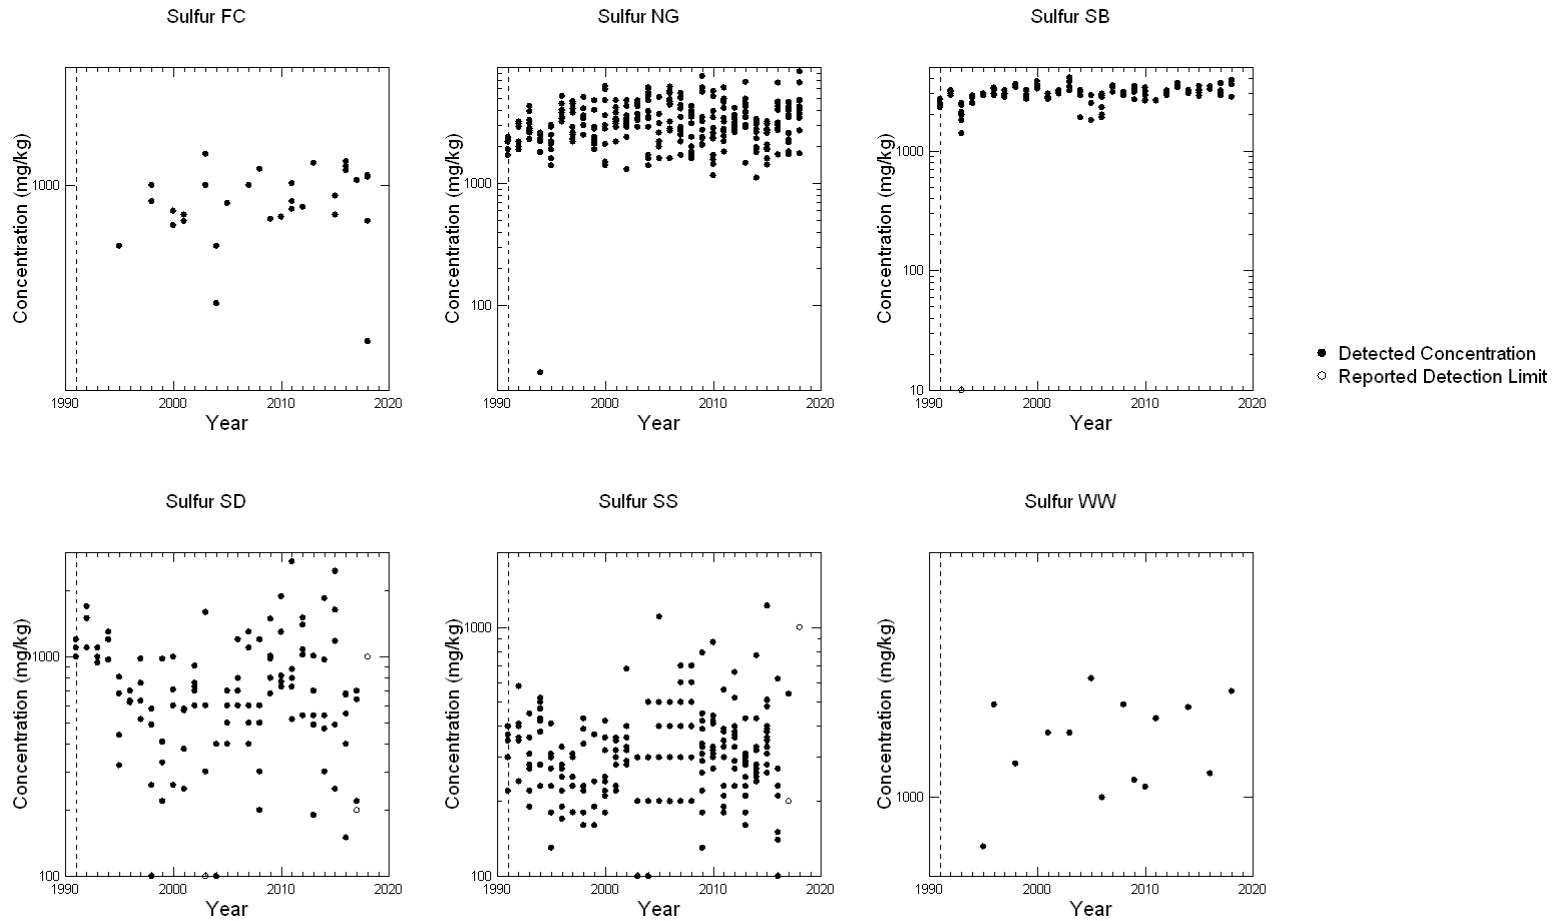 Sulfur FC
Concentration (mg/kg)
1000
1990 2000 2010 2020
Year
Sulfur NG
Concentration (mg/kg)
1000
100
1990 2000 2010 2020
Year
Sulfur SB
Concentration (mg/kg)
1000
100
10
1990 2000 2010 2020
Year
Detected Concentration
Reported Detection Limit
Sulfur SD
Concentration (mg/kg)
1000
100
1990 2000 2010 2020
Year
Sulfur SS
Concentration (mg/kg)
1000
100
1990 2000 2010 2020
Year
Sulfur WW
Concentration (mg/kg)
1000
1990 2000 2010 2020
Year